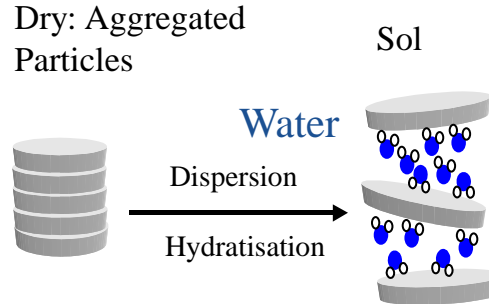 Dry: Aggregated
Particles
Sol
Water
Dispersion
Hydratisation